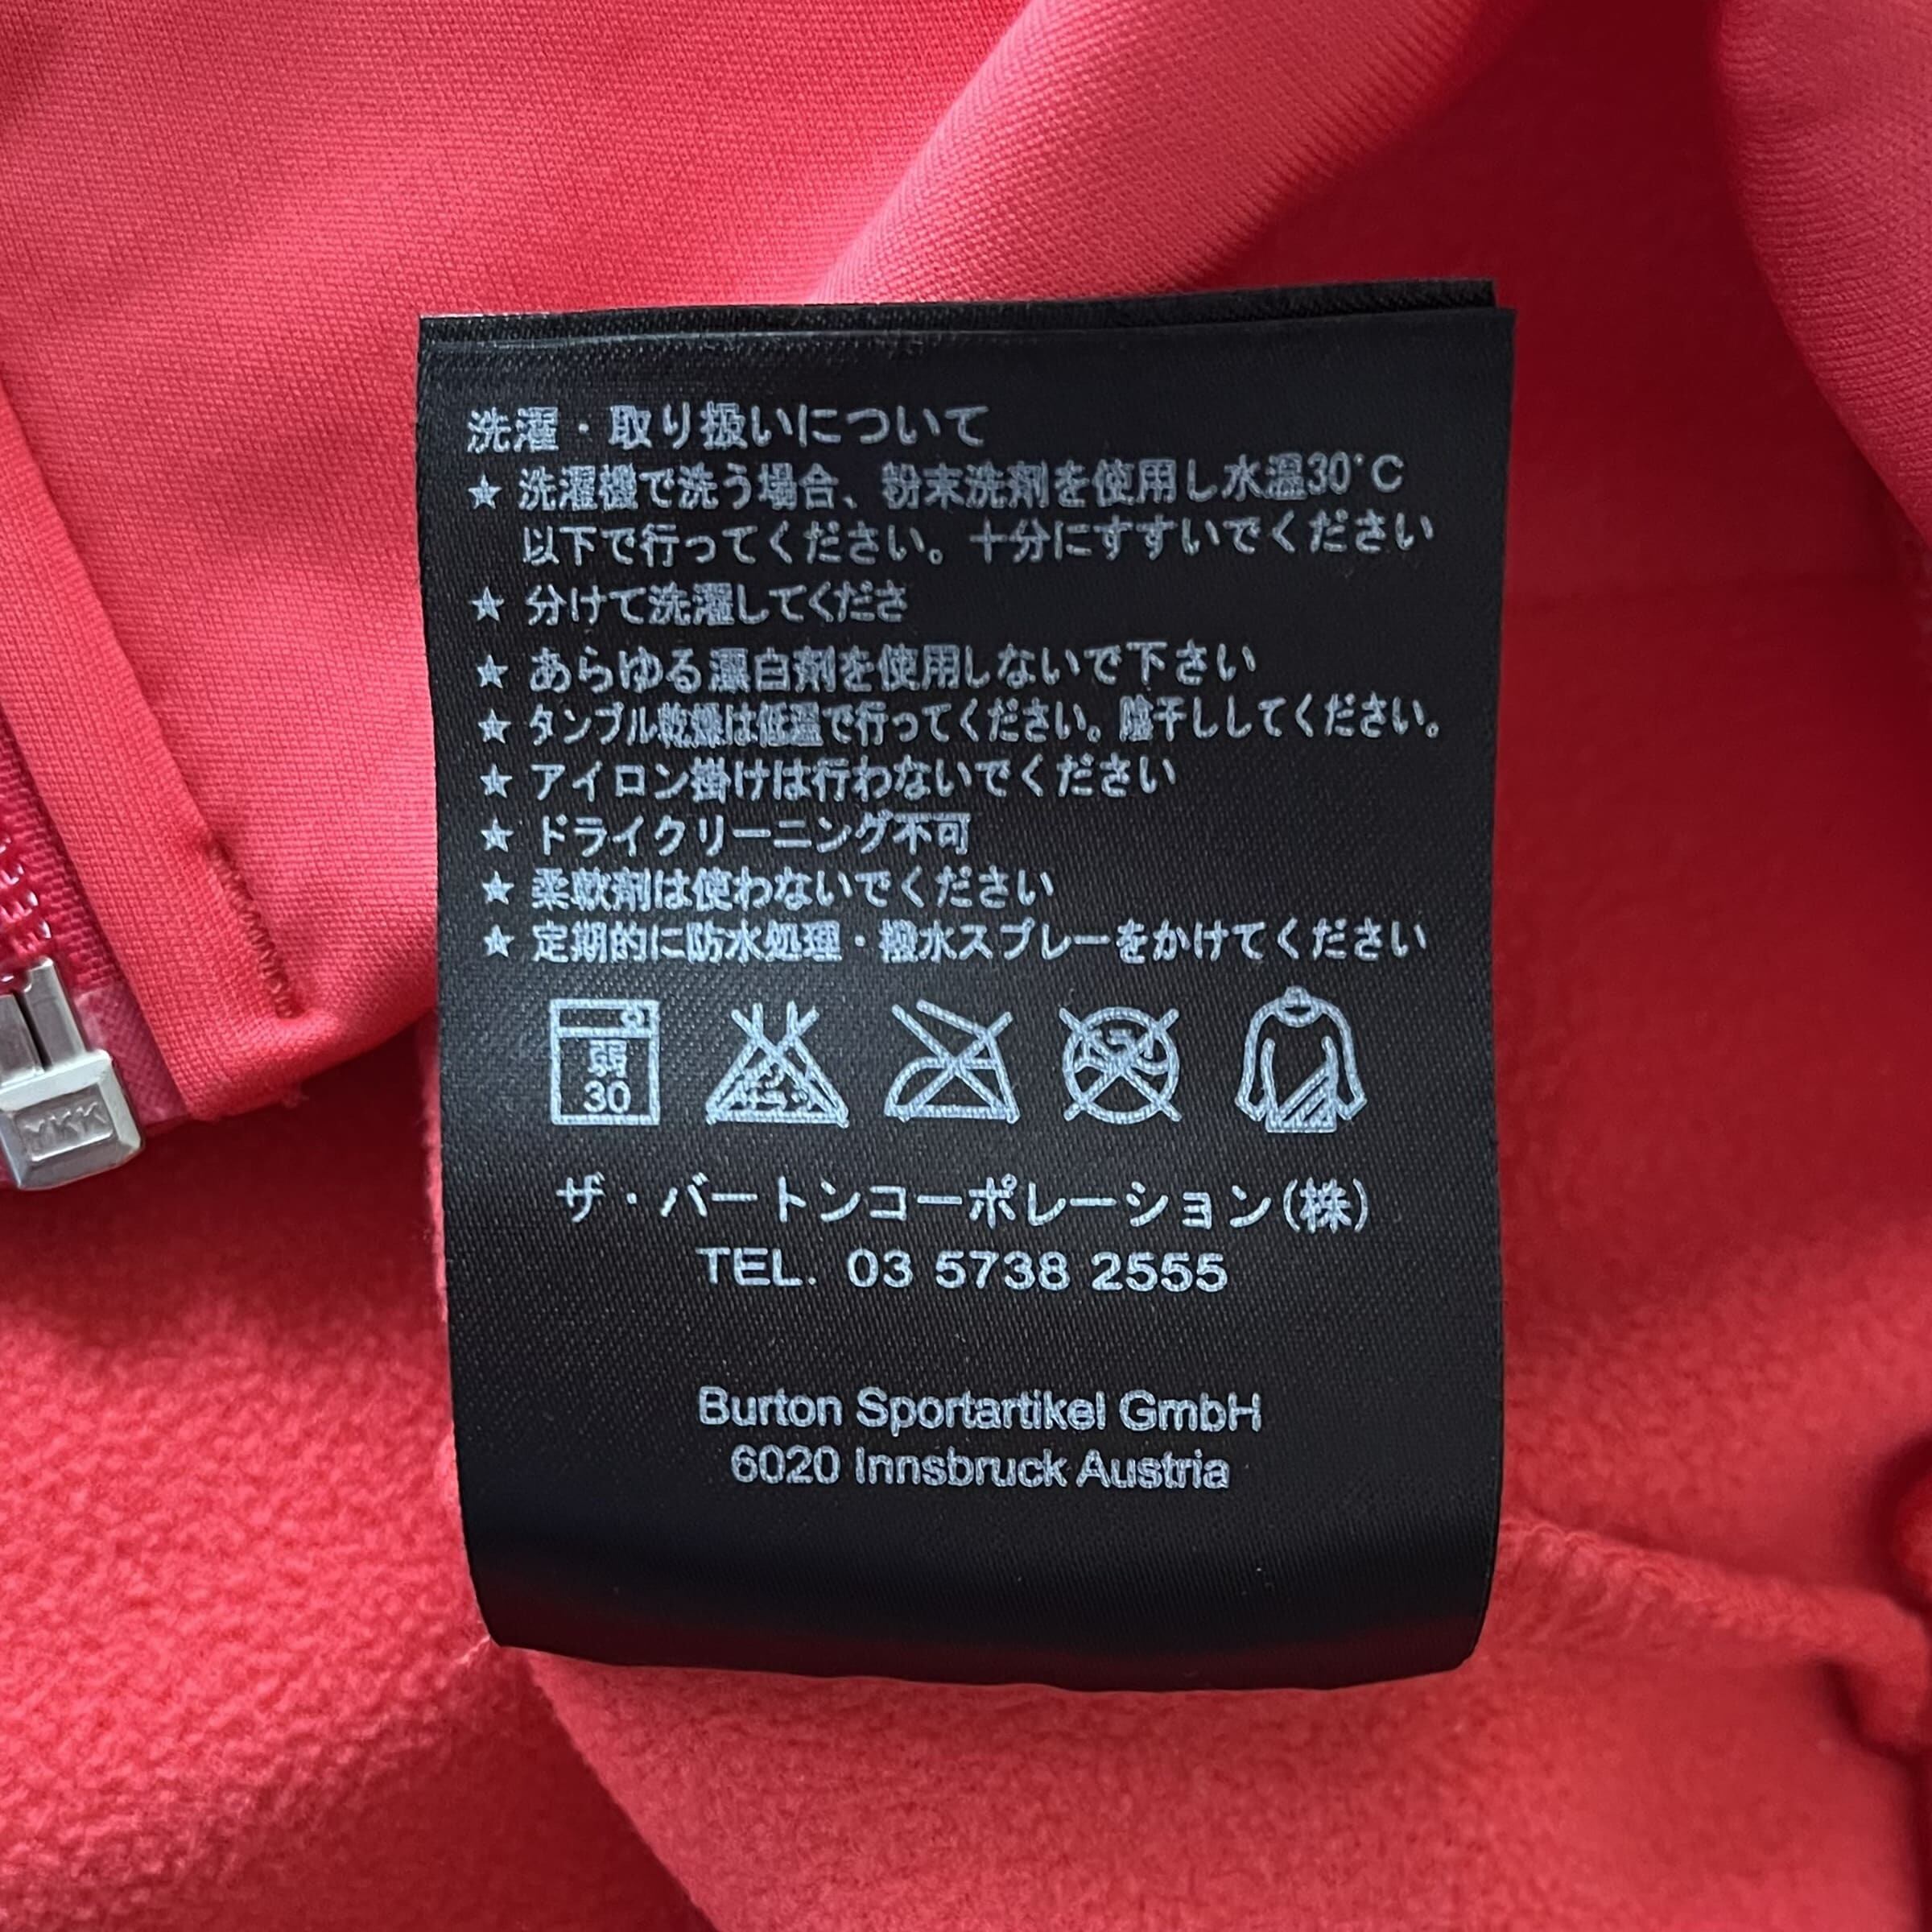 洗濯・取り扱いについて
★ 洗濯機で洗う場合、粉末洗剤を使用し水温30°C
以下で行ってください。十分にすすいでください
★ 分けて洗濯してくださ
★ あらゆる漂白剤を使用しないで下さい
★ タンブル乾燥は低温で行ってください。陰干ししてください。
★ アイロン掛けは行わないでください
★ ドライクリーニング不可
★ 柔軟剤は使わないでください
★ 定期的に防水処理・撥水スプレーをかけてください
弱
30
ザ・バートンコーポレーション(株)
TEL. 03 5738 2555
Burton Sportartikel GmbH
6020 Innsbruck Austria
YKK